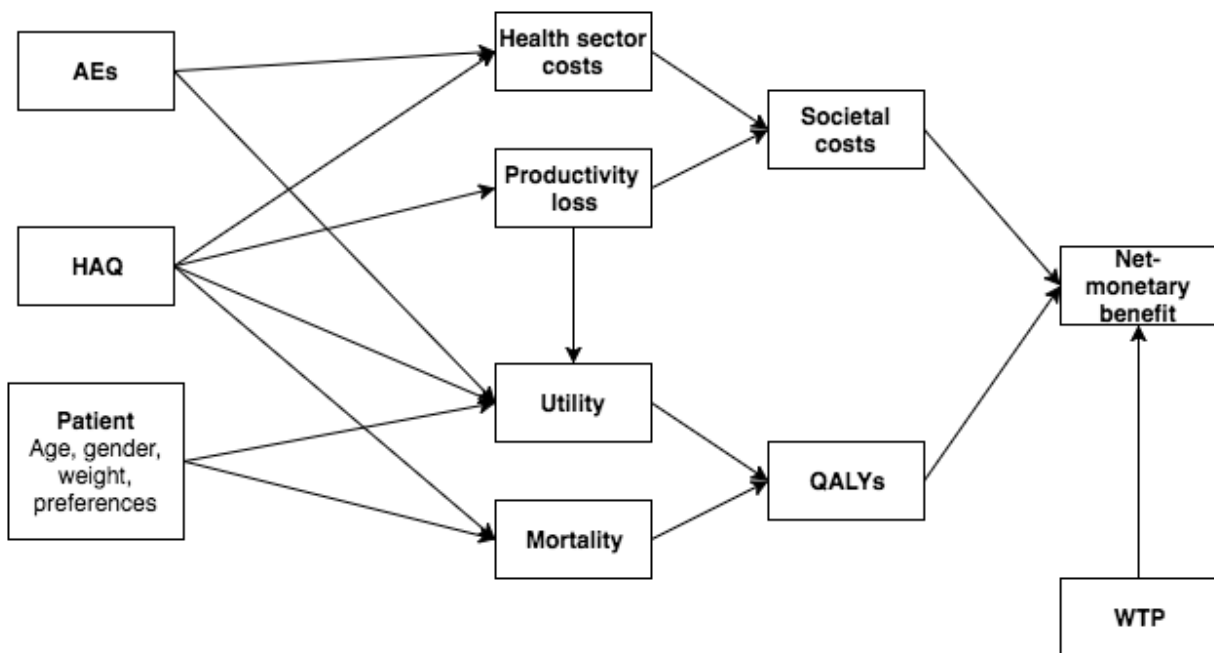 AEs
HAQ
Patient
Age, gender,
weight,
preferences
Health sector
costs
Productivity
loss
Utility
Mortality
Societal
costs
QALYs
Net-
monetary
benefit
WTP